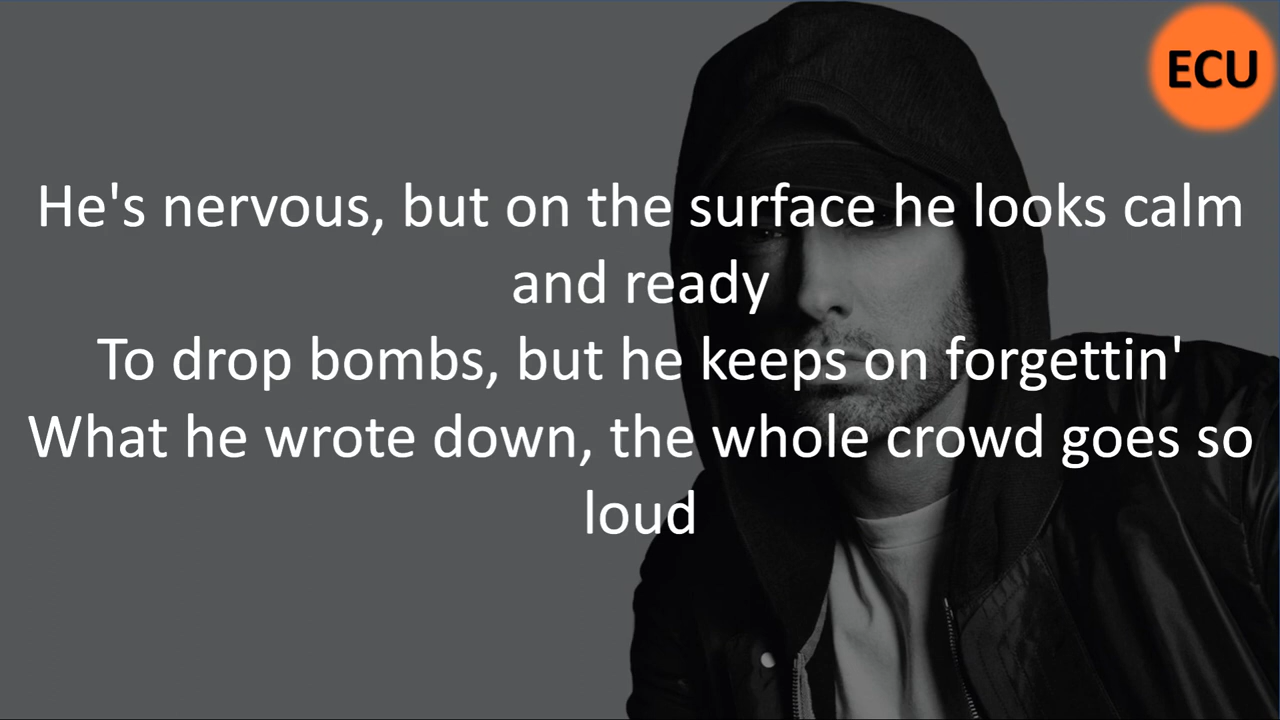 ECU
He's nervous, but on the surface he looks calm
and ready
To drop bombs, but he keeps on forgettin'
What he wrote down, the whole crowd goes so
loud